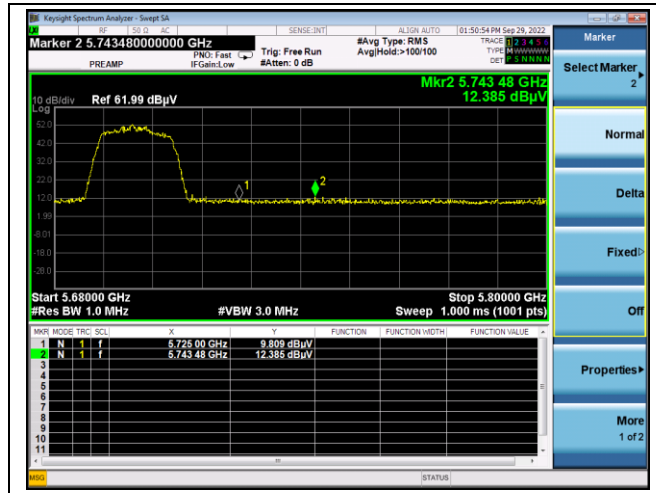 Keysight Spectrum Analyzer - Swept SA
RF 50 Ω AC SENSE:INT ALIGN AUTO 01:50:54 PM Sep 29, 2022
Marker 2 5.743480000000 GHz
PREAMP
PNO: Fast
IFGain:Low
Trig: Free Run
#Atten: 0 dB
#Avg Type: RMS
Avg|Hold:>100/100
TRACE 1 2 3 4 5 6
TYPE M W W W W W
DET P S N N N N
Mkr2 5.743 48 GHz
12.385 dBµV
10 dB/div Ref 61.99 dBµV
Log
52.0
42.0
32.0
22.0
12.0
1.99
-8.01
-18.0
-28.0
1
2
Start 5.68000 GHz Stop 5.80000 GHz
#Res BW 1.0 MHz #VBW 3.0 MHz Sweep 1.000 ms (1001 pts)
MKR MODE TRC SCL X Y FUNCTION FUNCTION WIDTH FUNCTION VALUE
1 N 1 f 5.725 00 GHz 9.809 dBµV
2 N 1 f 5.743 48 GHz 12.385 dBµV
3
4
5
6
7
8
9
10
11
MSG STATUS
Marker
Select Marker
2
Normal
Delta
Fixed
Off
Properties
More
1 of 2